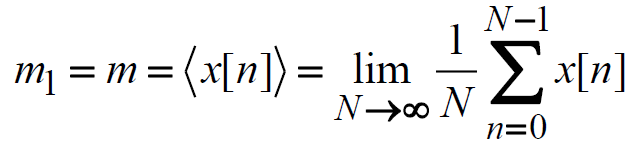 m₁ = m = ⟨x[n]⟩ = lim_{N→∞} 1/N ∑_{n=0}^{N−1} x[n]